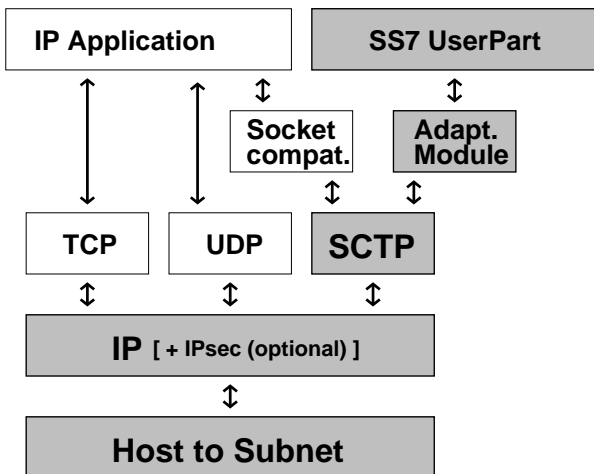 IP Application
SS7 UserPart
Socket
compat.
Adapt.
Module
TCP
UDP
SCTP
IP [ + IPsec (optional) ]
Host to Subnet